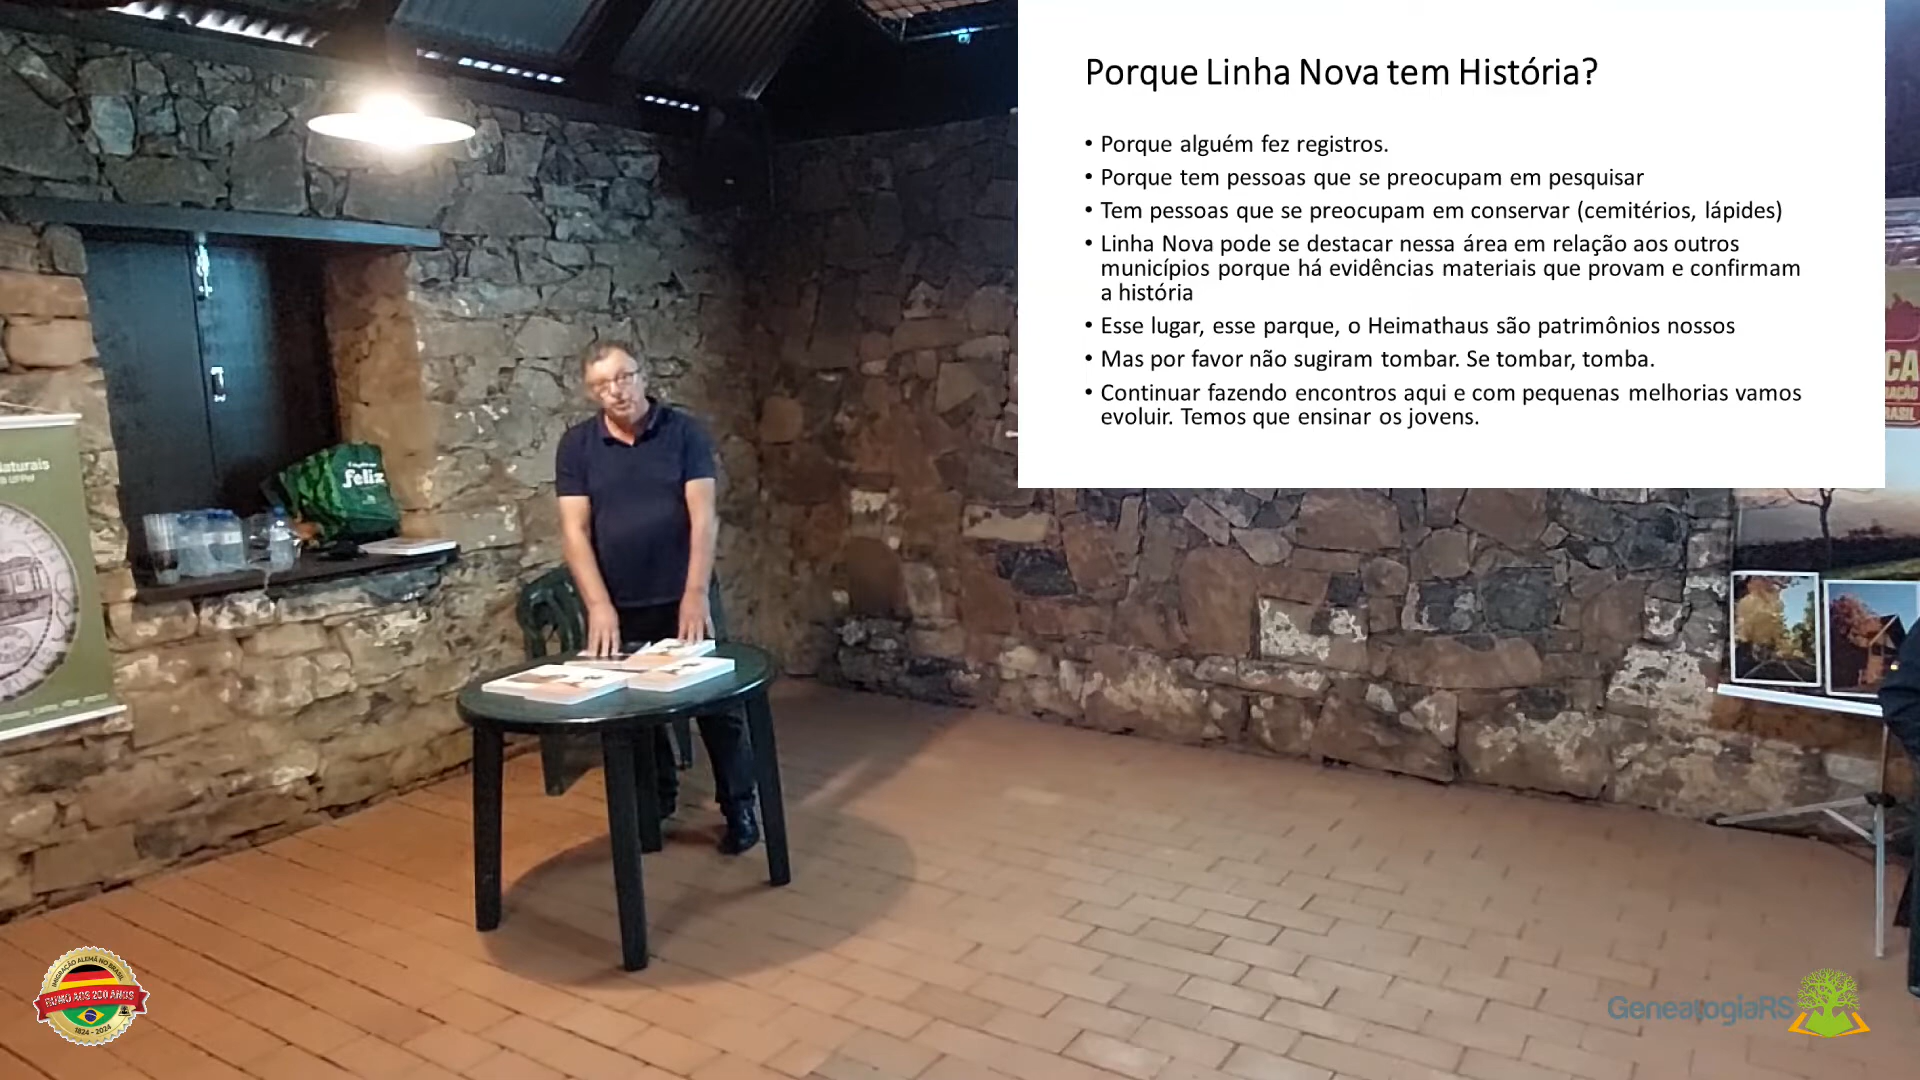 Porque Linha Nova tem História?
• Porque alguém fez registros.
• Porque tem pessoas que se preocupam em pesquisar
• Tem pessoas que se preocupam em conservar (cemitérios, lápides)
• Linha Nova pode se destacar nessa área em relação aos outros
municípios porque há evidências materiais que provam e confirmam
a história
• Esse lugar, esse parque, o Heimathaus são patrimônios nossos
• Mas por favor não sugiram tombar. Se tombar, tomba.
• Continuar fazendo encontros aqui e com pequenas melhorias vamos
evoluir. Temos que ensinar os jovens.
feliz
IMIGRAÇÃO ALEMÃ NO BRASIL
RUMO AOS 200 ANOS
1824 - 2024
GenealogiaRS